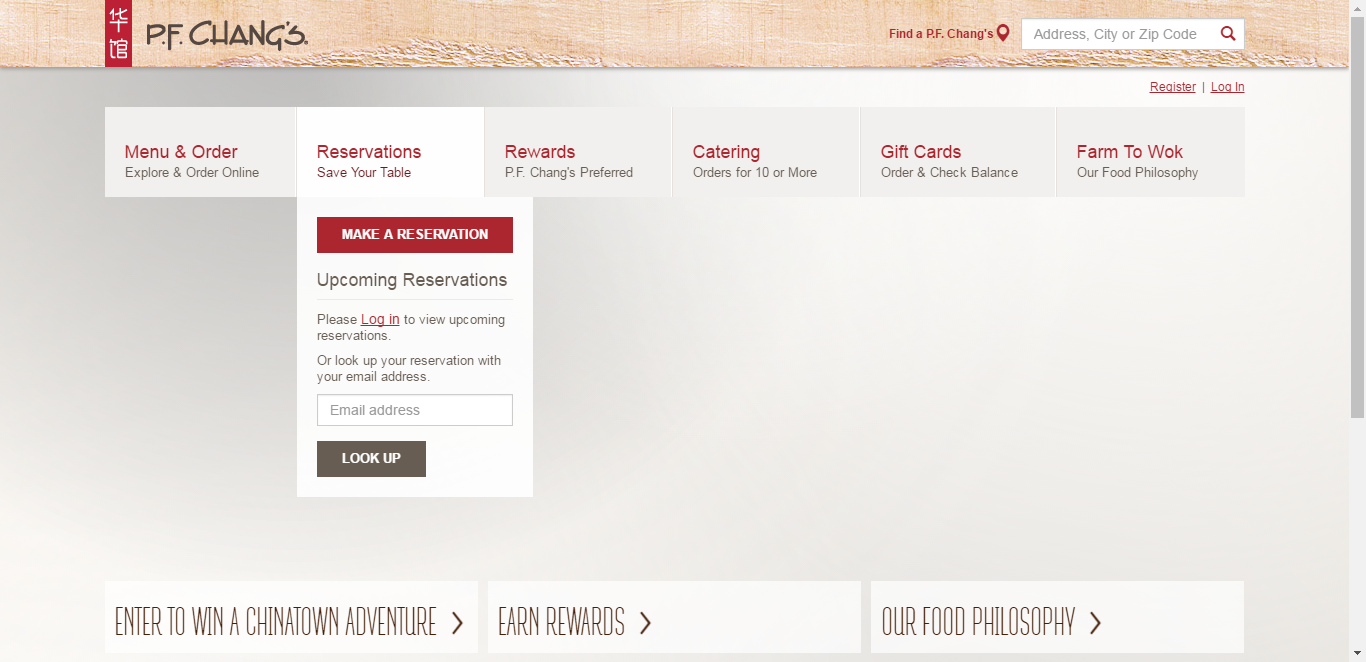 华
馆
P.F. CHANG'S.
Find a P.F. Chang's
Address, City or Zip Code
Register | Log In
Menu & Order
Explore & Order Online
Reservations
Save Your Table
Rewards
P.F. Chang's Preferred
Catering
Orders for 10 or More
Gift Cards
Order & Check Balance
Farm To Wok
Our Food Philosophy
MAKE A RESERVATION
Upcoming Reservations
Please Log in to view upcoming
reservations.
Or look up your reservation with
your email address.
Email address
LOOK UP
ENTER TO WIN A CHINATOWN ADVENTURE
EARN REWARDS
OUR FOOD PHILOSOPHY